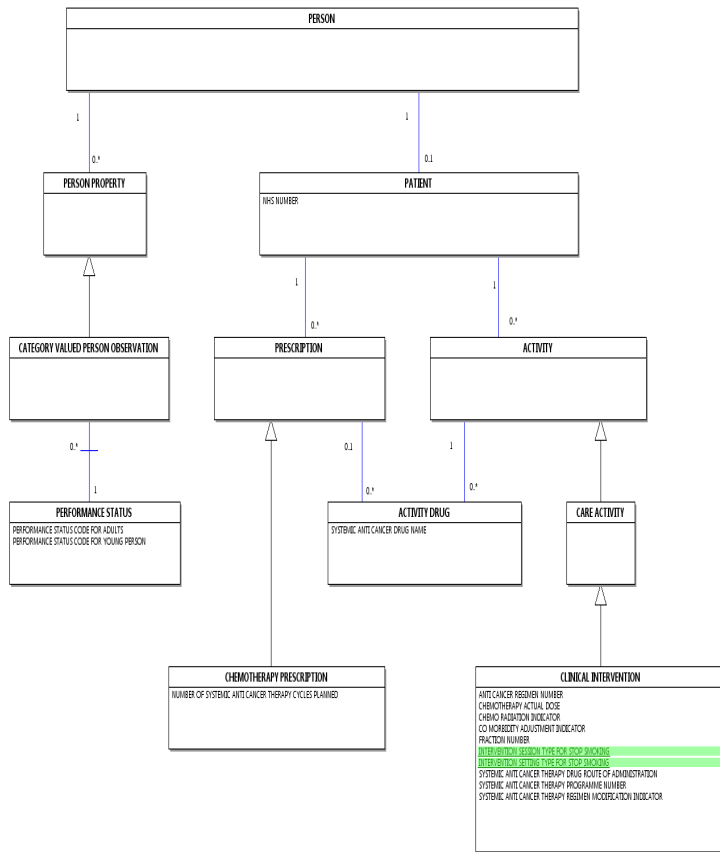 PERSON
1
1
0..*
0..1
PERSON PROPERTY
PATIENT
NHS NUMBER
1
1
0..*
0..*
CATEGORY VALUED PERSON OBSERVATION
PRESCRIPTION
ACTIVITY
0..*
0..1
1
1
0..*
0..*
PERFORMANCE STATUS
PERFORMANCE STATUS CODE FOR ADULTS
PERFORMANCE STATUS CODE FOR YOUNG PERSON
ACTIVITY DRUG
SYSTEMIC ANTI CANCER DRUG NAME
CARE ACTIVITY
CHEMOTHERAPY PRESCRIPTION
NUMBER OF SYSTEMIC ANTI CANCER THERAPY CYCLES PLANNED
CLINICAL INTERVENTION
ANTI CANCER REGIMEN NUMBER
CHEMOTHERAPY ACTUAL DOSE
CHEMO RADIATION INDICATOR
CO MORBIDITY ADJUSTMENT INDICATOR
FRACTION NUMBER
INTERVENTION SESSION TYPE FOR STOP SMOKING
INTERVENTION SETTING TYPE FOR STOP SMOKING
SYSTEMIC ANTI CANCER THERAPY DRUG ROUTE OF ADMINISTRATION
SYSTEMIC ANTI CANCER THERAPY PROGRAMME NUMBER
SYSTEMIC ANTI CANCER THERAPY REGIMEN MODIFICATION INDICATOR